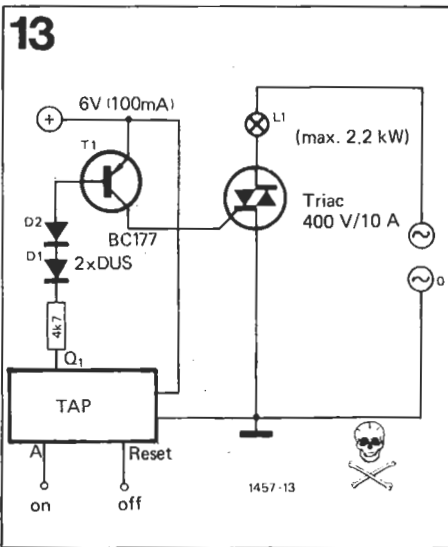 13
6V (100mA)
+
T1
L1
(max. 2,2 kW)
Triac
400 V/10 A
BC177
D2
D1
2xDUS
4k7
Q1
0
TAP
A
Reset
on
off
1457-13